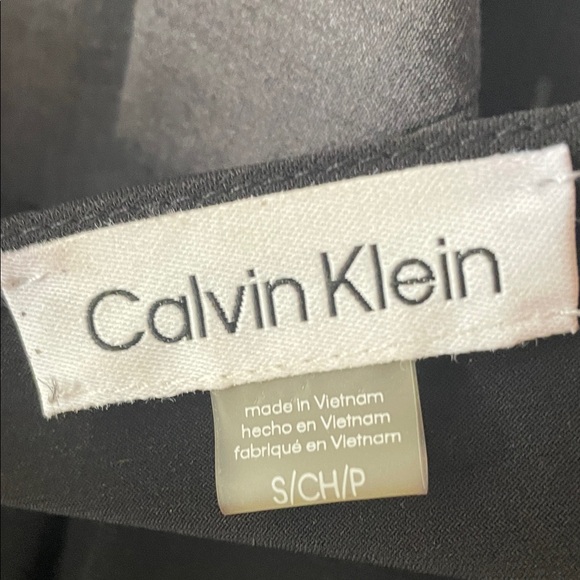 Calvin Klein
made in Vietnam
hecho en Vietnam
fabriqué en Vietnam
S/CH/P